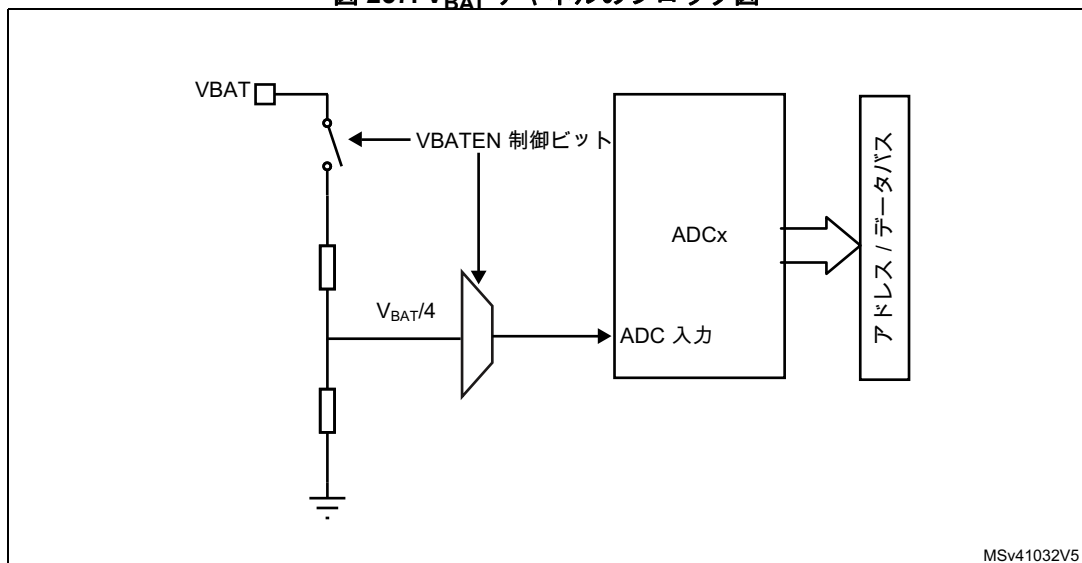 VBAT
VBATEN 制御ビット
ADCx
VBAT/4
ADC 入力
アドレス / データバス
MSv41032V5